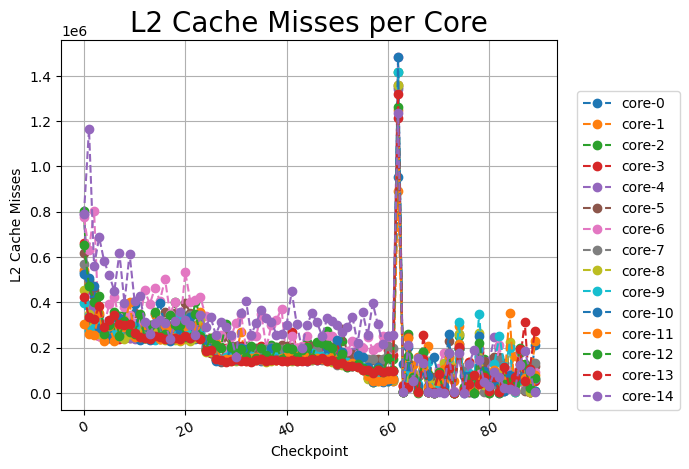 L2 Cache Misses per Core
1e6
1.4
1.2
1.0
0.8
0.6
0.4
0.2
0.0
L2 Cache Misses
0
20
40
60
80
Checkpoint
core-0
core-1
core-2
core-3
core-4
core-5
core-6
core-7
core-8
core-9
core-10
core-11
core-12
core-13
core-14